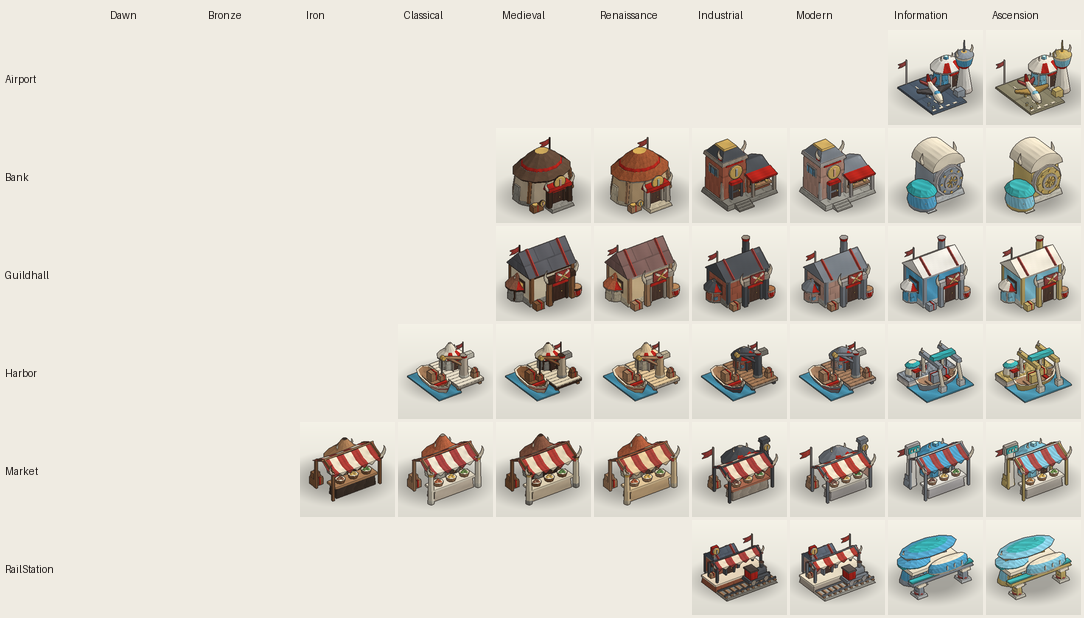 Dawn Bronze Iron Classical Medieval Renaissance Industrial Modern Information Ascension
Airport
Bank
Guildhall
Harbor
Market
RailStation